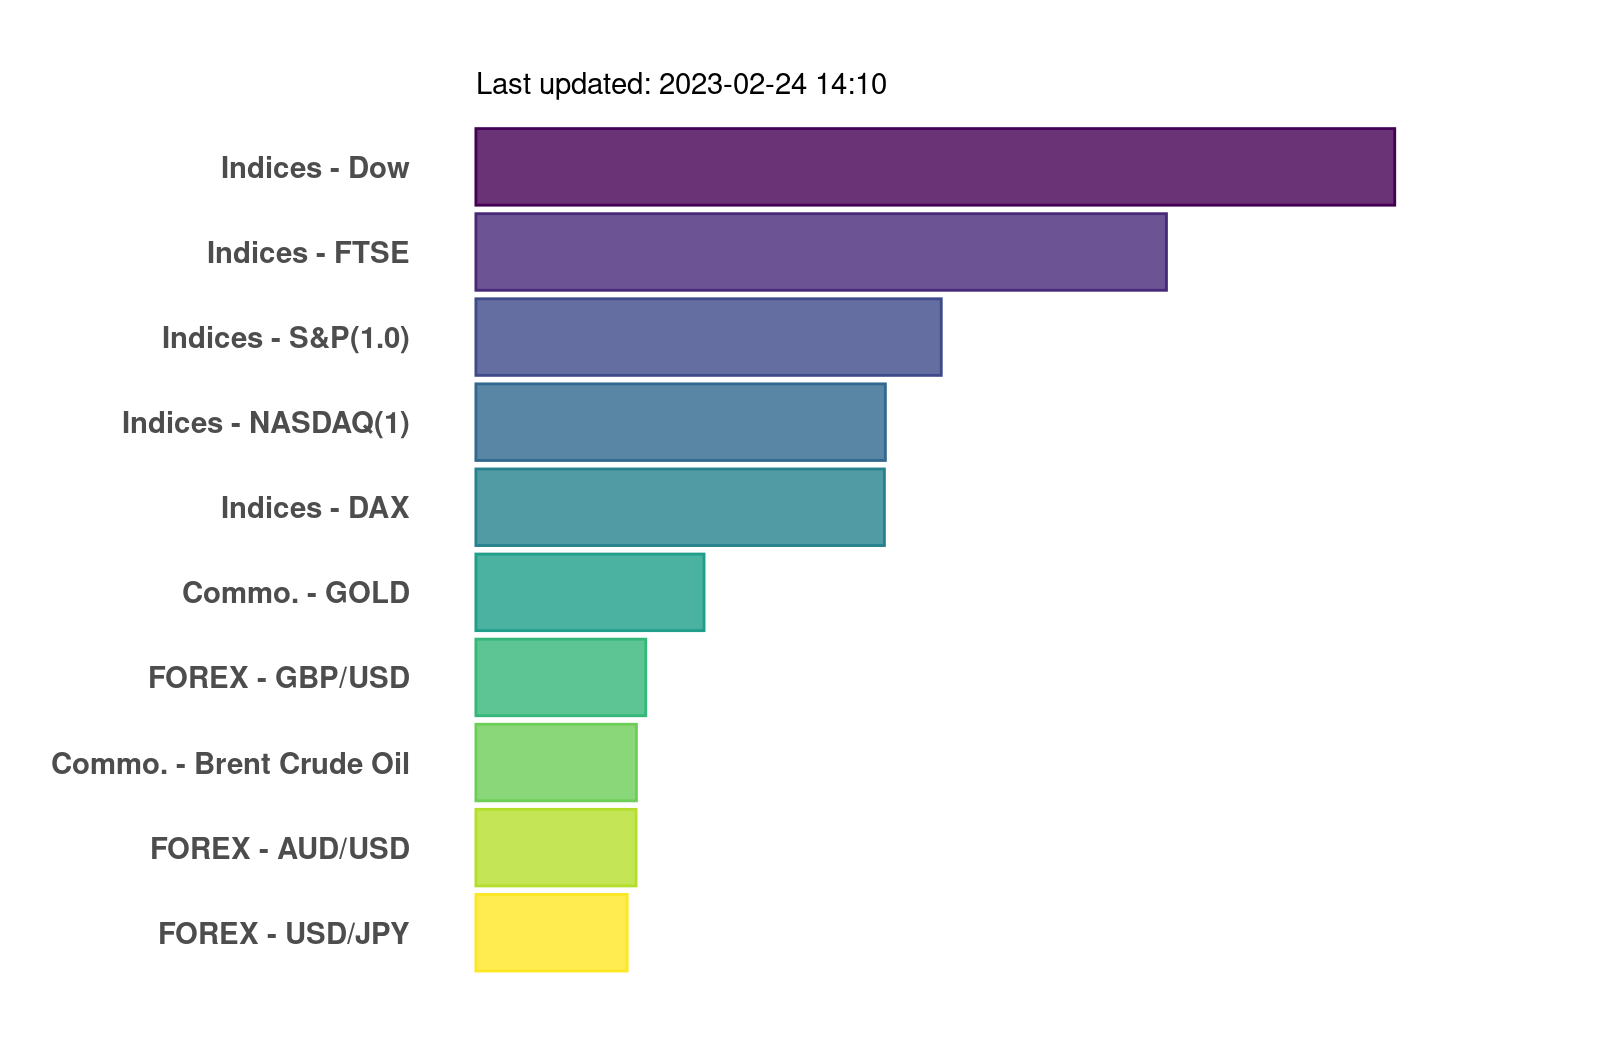 Last updated: 2023-02-24 14:10
Indices - Dow
Indices - FTSE
Indices - S&P(1.0)
Indices - NASDAQ(1)
Indices - DAX
Commo. - GOLD
FOREX - GBP/USD
Commo. - Brent Crude Oil
FOREX - AUD/USD
FOREX - USD/JPY